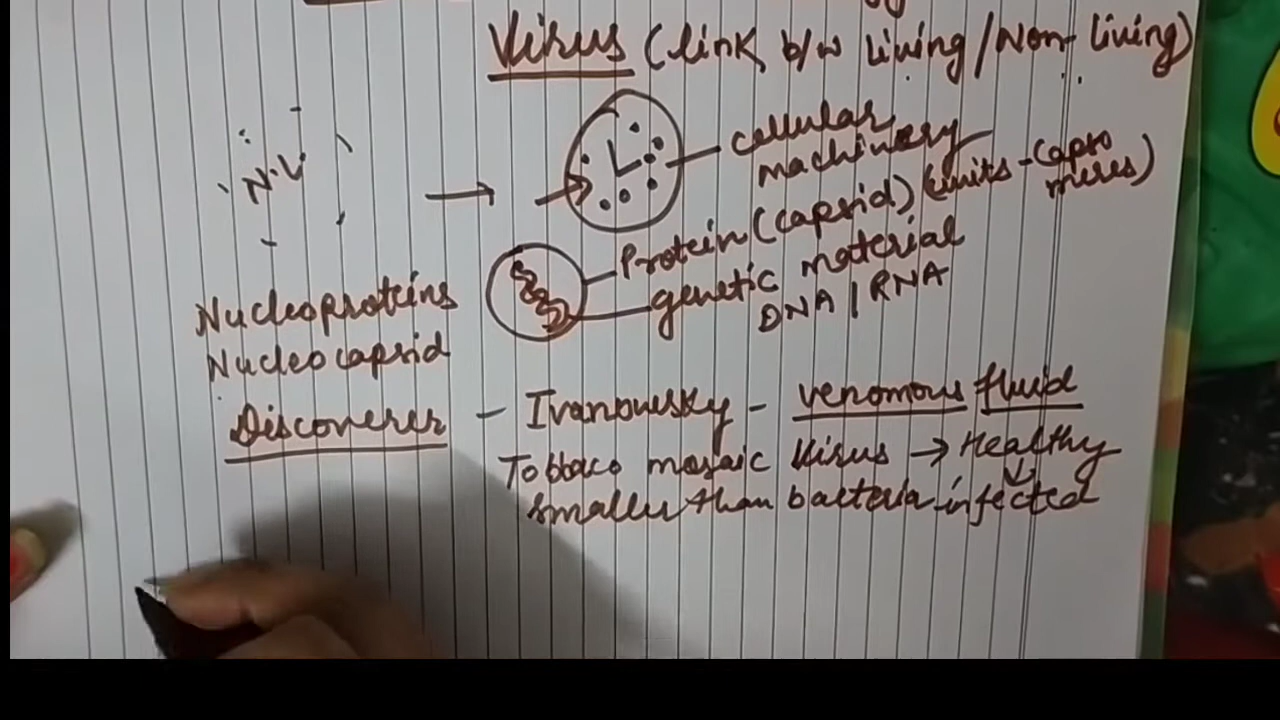 Virus (link b/w living/Non-living)
N.L
L
cellular machinery
Protein (capsid) (units - Capsomeres)
genetic material
DNA / RNA
Nucleoproteins
Nucleocapsid
Discoverer - Ivanowsky - venomous fluid
Tobbaco mosaic virus → Healthy
smaller than bacteria infected